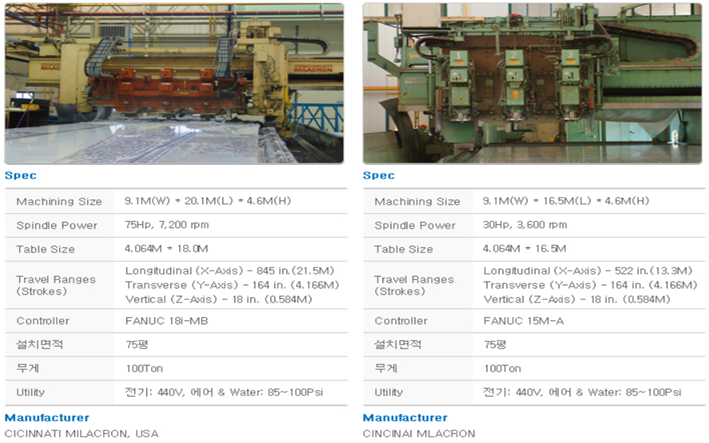 CINCINNATI
MILACRON
Spec
Machining Size 9.1M(W) * 20.1M(L) * 4.6M(H)
Spindle Power 75Hp, 7,200 rpm
Table Size 4.064M * 18.0M
Travel Ranges (Strokes)
Longitudinal (X-Axis) - 845 in.(21.5M)
Transverse (Y-Axis) - 164 in. (4.166M)
Vertical (Z-Axis) - 18 in. (0.584M)
Controller FANUC 18i-MB
설치면적 75평
무게 100Ton
Utility 전기: 440V, 에어 & Water: 85~100Psi
Manufacturer
CICINNATI MILACRON, USA
Spec
Machining Size 9.1M(W) * 16.5M(L) * 4.6M(H)
Spindle Power 30Hp, 3,600 rpm
Table Size 4.064M * 16.5M
Travel Ranges (Strokes)
Longitudinal (X-Axis) - 522 in.(13.3M)
Transverse (Y-Axis) - 164 in. (4.166M)
Vertical (Z-Axis) - 18 in. (0.584M)
Controller FANUC 15M-A
설치면적 75평
무게 100Ton
Utility 전기: 440V, 에어 & Water: 85~100Psi
Manufacturer
CINCINAI MLACRON